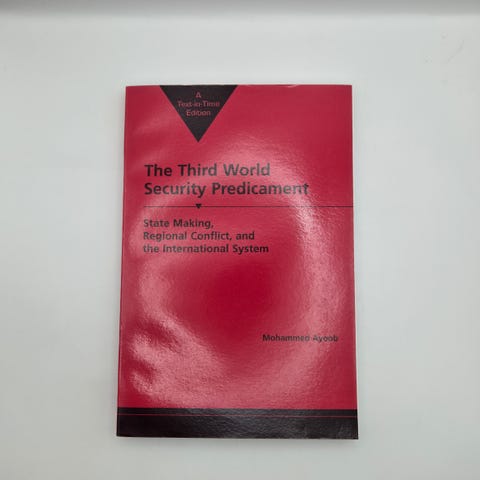 A
Text-in-Time
Edition
The Third World
Security Predicament
State Making,
Regional Conflict, and
the International System
Mohammed Ayoob